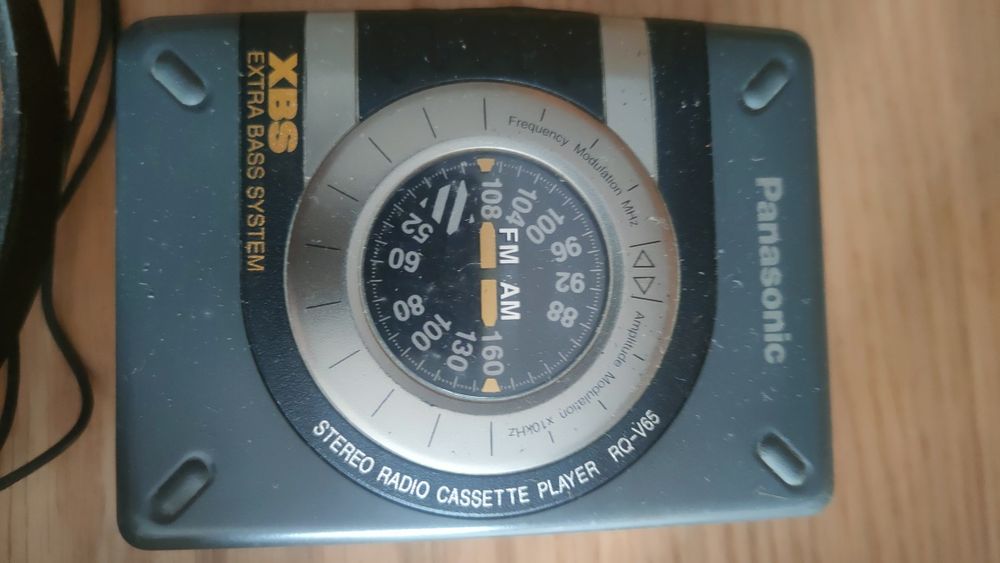 Panasonic
Frequency Modulation MHz
Amplitude Modulation x10kHz
108 104 100 96 92 88
FM AM
52 60 80 100 130 160
XBS
EXTRA BASS SYSTEM
STEREO RADIO CASSETTE PLAYER RQ-V65